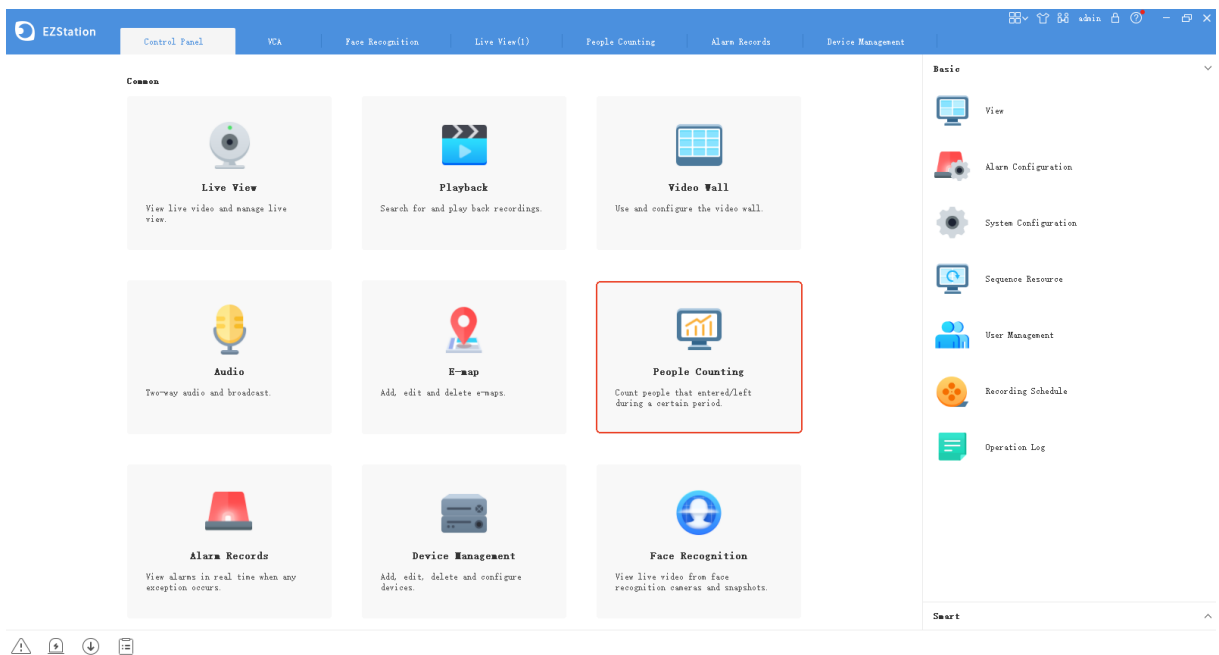 EZStation
admin
Control Panel
VCA
Face Recognition
Live View(1)
People Counting
Alarm Records
Device Management
Common
Live View
View live video and manage live
view.
Playback
Search for and play back recordings.
Video Wall
Use and configure the video wall.
Audio
Two-way audio and broadcast.
E-map
Add, edit and delete e-maps.
People Counting
Count people that entered/left
during a certain period.
Alarm Records
View alarms in real time when any
exception occurs.
Device Management
Add, edit, delete and configure
devices.
Face Recognition
View live video from face
recognition cameras and snapshots.
Basic
View
Alarm Configuration
System Configuration
Sequence Resource
User Management
Recording Schedule
Operation Log
Smart